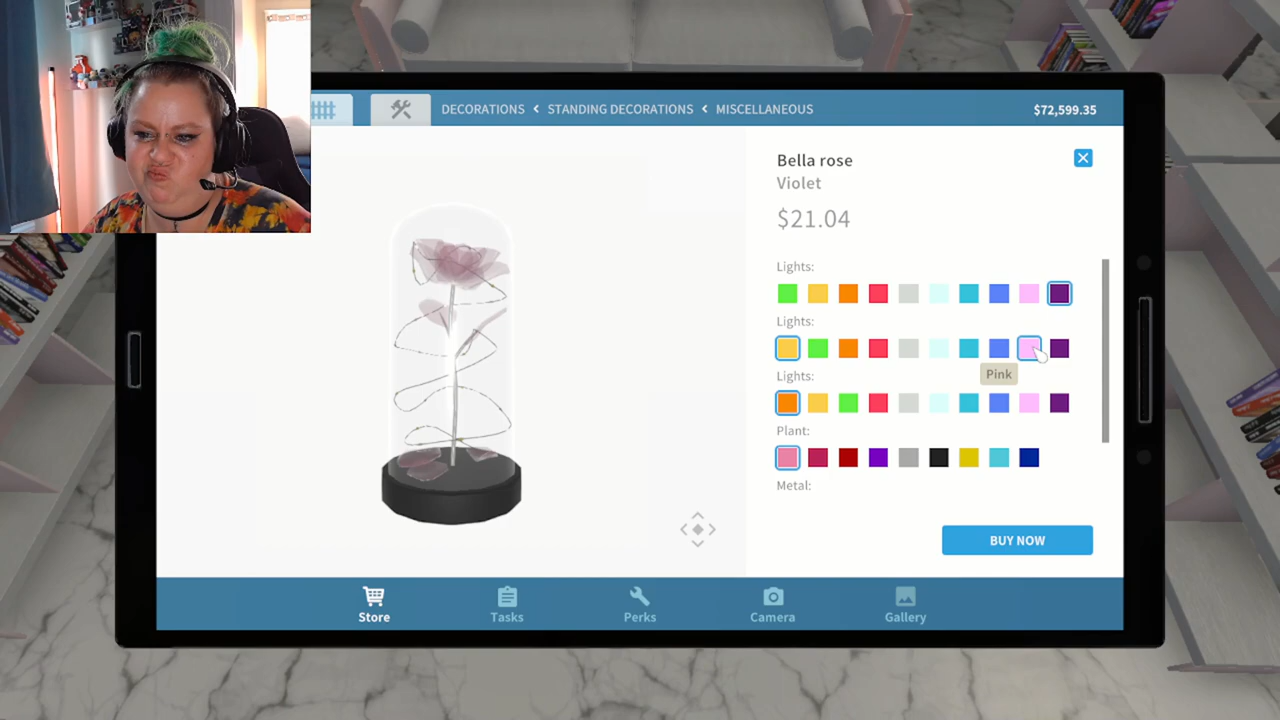 DECORATIONS < STANDING DECORATIONS < MISCELLANEOUS
$72,599.35
Bella rose
Violet
$21.04
Lights:
Lights:
Pink
Lights:
Plant:
Metal:
BUY NOW
Store
Tasks
Perks
Camera
Gallery